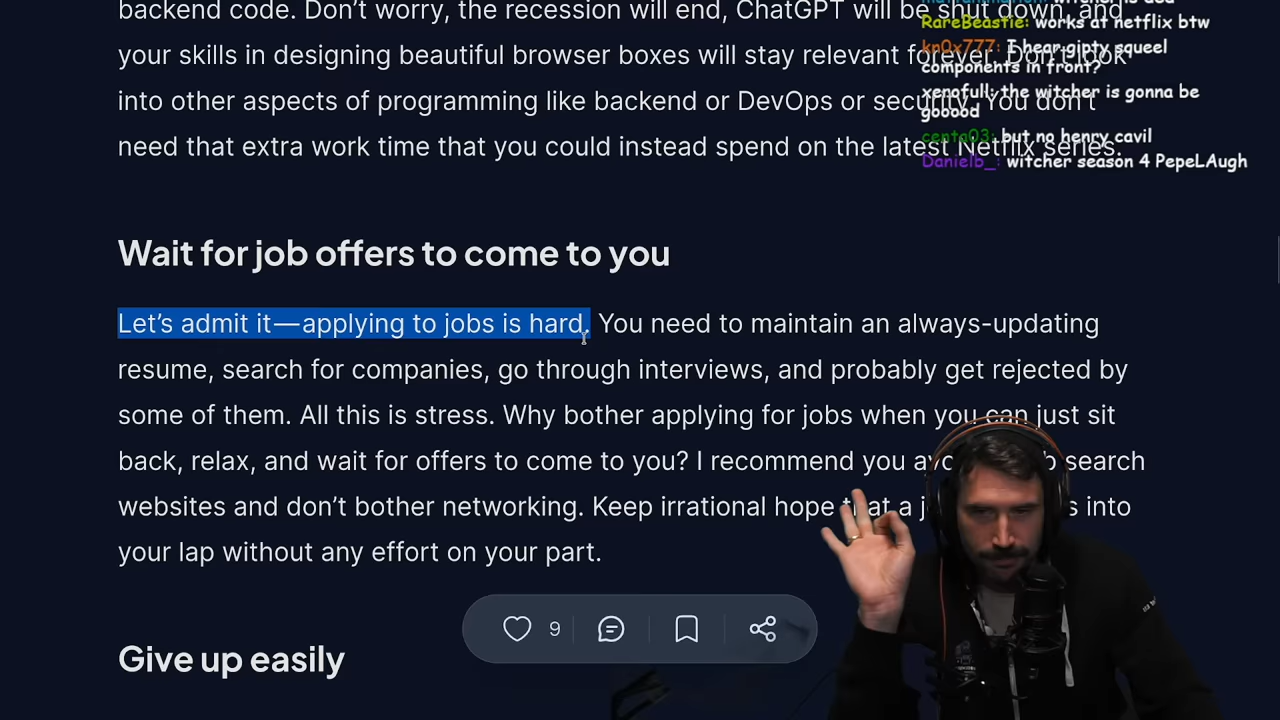 backend code. Don’t worry, the recession will end, ChatGPT will be shut down, and
your skills in designing beautiful browser boxes will stay relevant forever. Don’t look
into other aspects of programming like backend or DevOps or security. You don’t
need that extra work time that you could instead spend on the latest Netflix series.
RareBeastie: works at netflix btw
kn0x777: I hear gipty squeel
components in front?
xenofull: the witcher is gonna be
gooood
centa03: but no henry cavil
Danielb_: witcher season 4 PepeLAugh
Wait for job offers to come to you
Let’s admit it—applying to jobs is hard. You need to maintain an always-updating
resume, search for companies, go through interviews, and probably get rejected by
some of them. All this is stress. Why bother applying for jobs when you can just sit
back, relax, and wait for offers to come to you? I recommend you search
websites and don’t bother networking. Keep irrational hope that a into
your lap without any effort on your part.
9
Give up easily